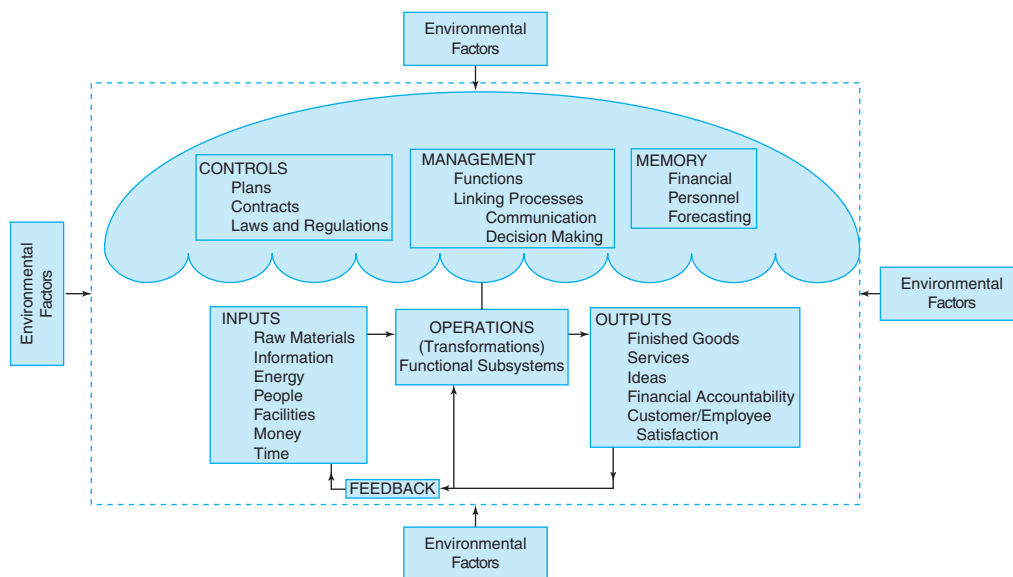 Environmental
Factors
CONTROLS
Plans
Contracts
Laws and Regulations
MANAGEMENT
Functions
Linking Processes
Communication
Decision Making
MEMORY
Financial
Personnel
Forecasting
Environmental
Factors
Environmental
Factors
INPUTS
Raw Materials
Information
Energy
People
Facilities
Money
Time
OPERATIONS
(Transformations)
Functional Subsystems
OUTPUTS
Finished Goods
Services
Ideas
Financial Accountability
Customer/Employee
Satisfaction
FEEDBACK
Environmental
Factors